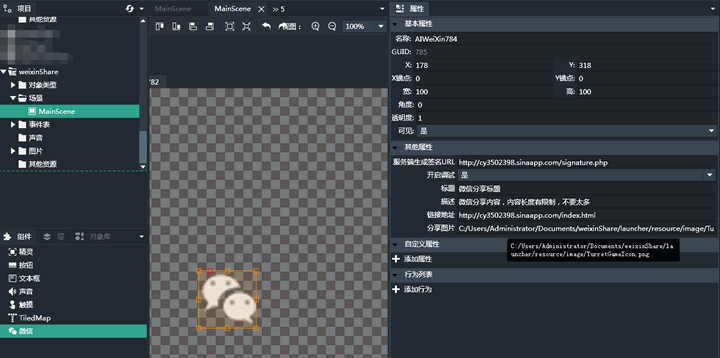 项目
其他资源
weixinShare
对象类型
场景
MainScene
事件表
声音
图片
其他资源
组件
层
对象库
精灵
按钮
文本框
声音
触摸
TiledMap
微信
MainScene
MainScene
5
视图：
100%
782
属性
基本属性
名称: AIWeiXin784
GUID: 785
X: 178
Y: 318
X锚点: 0
Y锚点: 0
宽: 100
高: 100
角度: 0
透明度: 1
可见: 是
其他属性
服务端生成签名URL http://cy3502398.sinaapp.com/signature.php
开启调试 是
标题 微信分享标题
描述 微信分享内容，内容长度有限制，不要太多
链接地址 http://cy3502398.sinaapp.com/index.html
分享图片 C:/Users/Administrator/Documents/weixinShare/launcher/resource/image/Tu
自定义属性
C:/Users/Administrator/Documents/weixinShare/la
uncher/resource/image/TurretGameIcon.png
添加属性
行为列表
添加行为